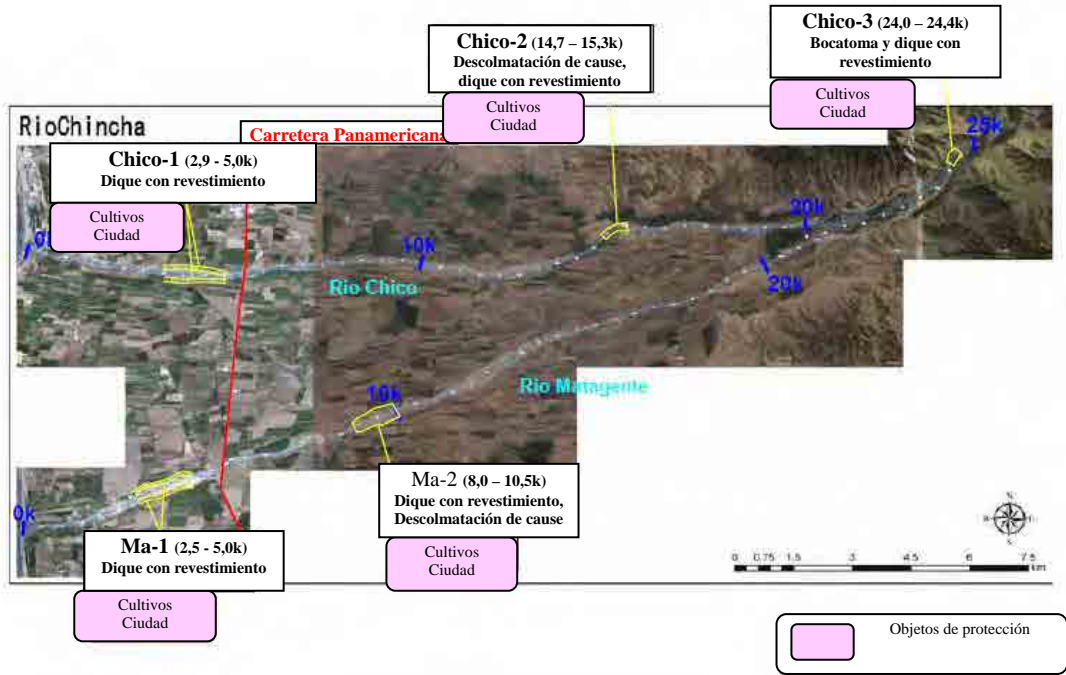 Chico-2 (14,7 – 15,3k)
Descolmatación de cause,
dique con revestimiento
Cultivos
Ciudad
Chico-3 (24,0 – 24,4k)
Bocatoma y dique con
revestimiento
Cultivos
Ciudad
RioChincha
Carretera Panamericana
Chico-1 (2,9 - 5,0k)
Dique con revestimiento
Cultivos
Ciudad
0k
10k
20k
25k
Rio Chico
20k
Rio Matagente
10k
0k
Ma-2 (8,0 – 10,5k)
Dique con revestimiento,
Descolmatación de cause
Cultivos
Ciudad
Ma-1 (2,5 - 5,0k)
Dique con revestimiento
Cultivos
Ciudad
N
S
0 0.75 1.5 3 4.5 6 7.5
km
Objetos de protección